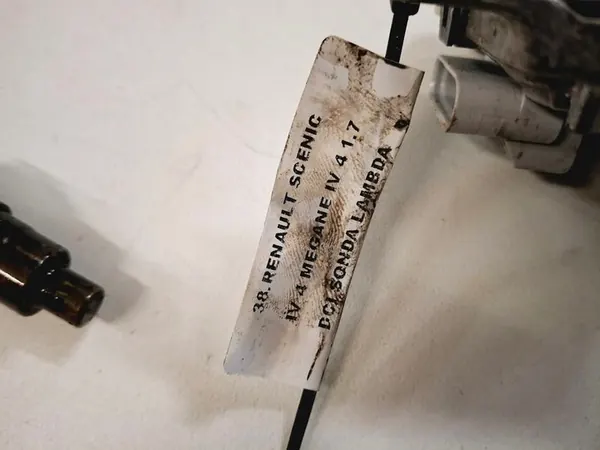 38. RENAULT SCENIC
IV 4 MEGANE IV 4 1.7
DCI SONDA LAMBDA